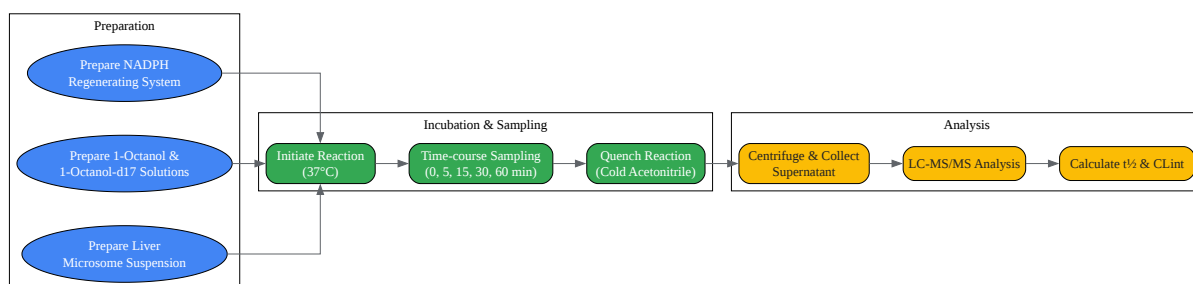 Preparation
Prepare NADPH
Regenerating System
Prepare 1-Octanol &
1-Octanol-d17 Solutions
Prepare Liver
Microsome Suspension
Incubation & Sampling
Initiate Reaction
(37°C)
Time-course Sampling
(0, 5, 15, 30, 60 min)
Quench Reaction
(Cold Acetonitrile)
Analysis
Centrifuge & Collect
Supernatant
LC-MS/MS Analysis
Calculate t½ & CLint